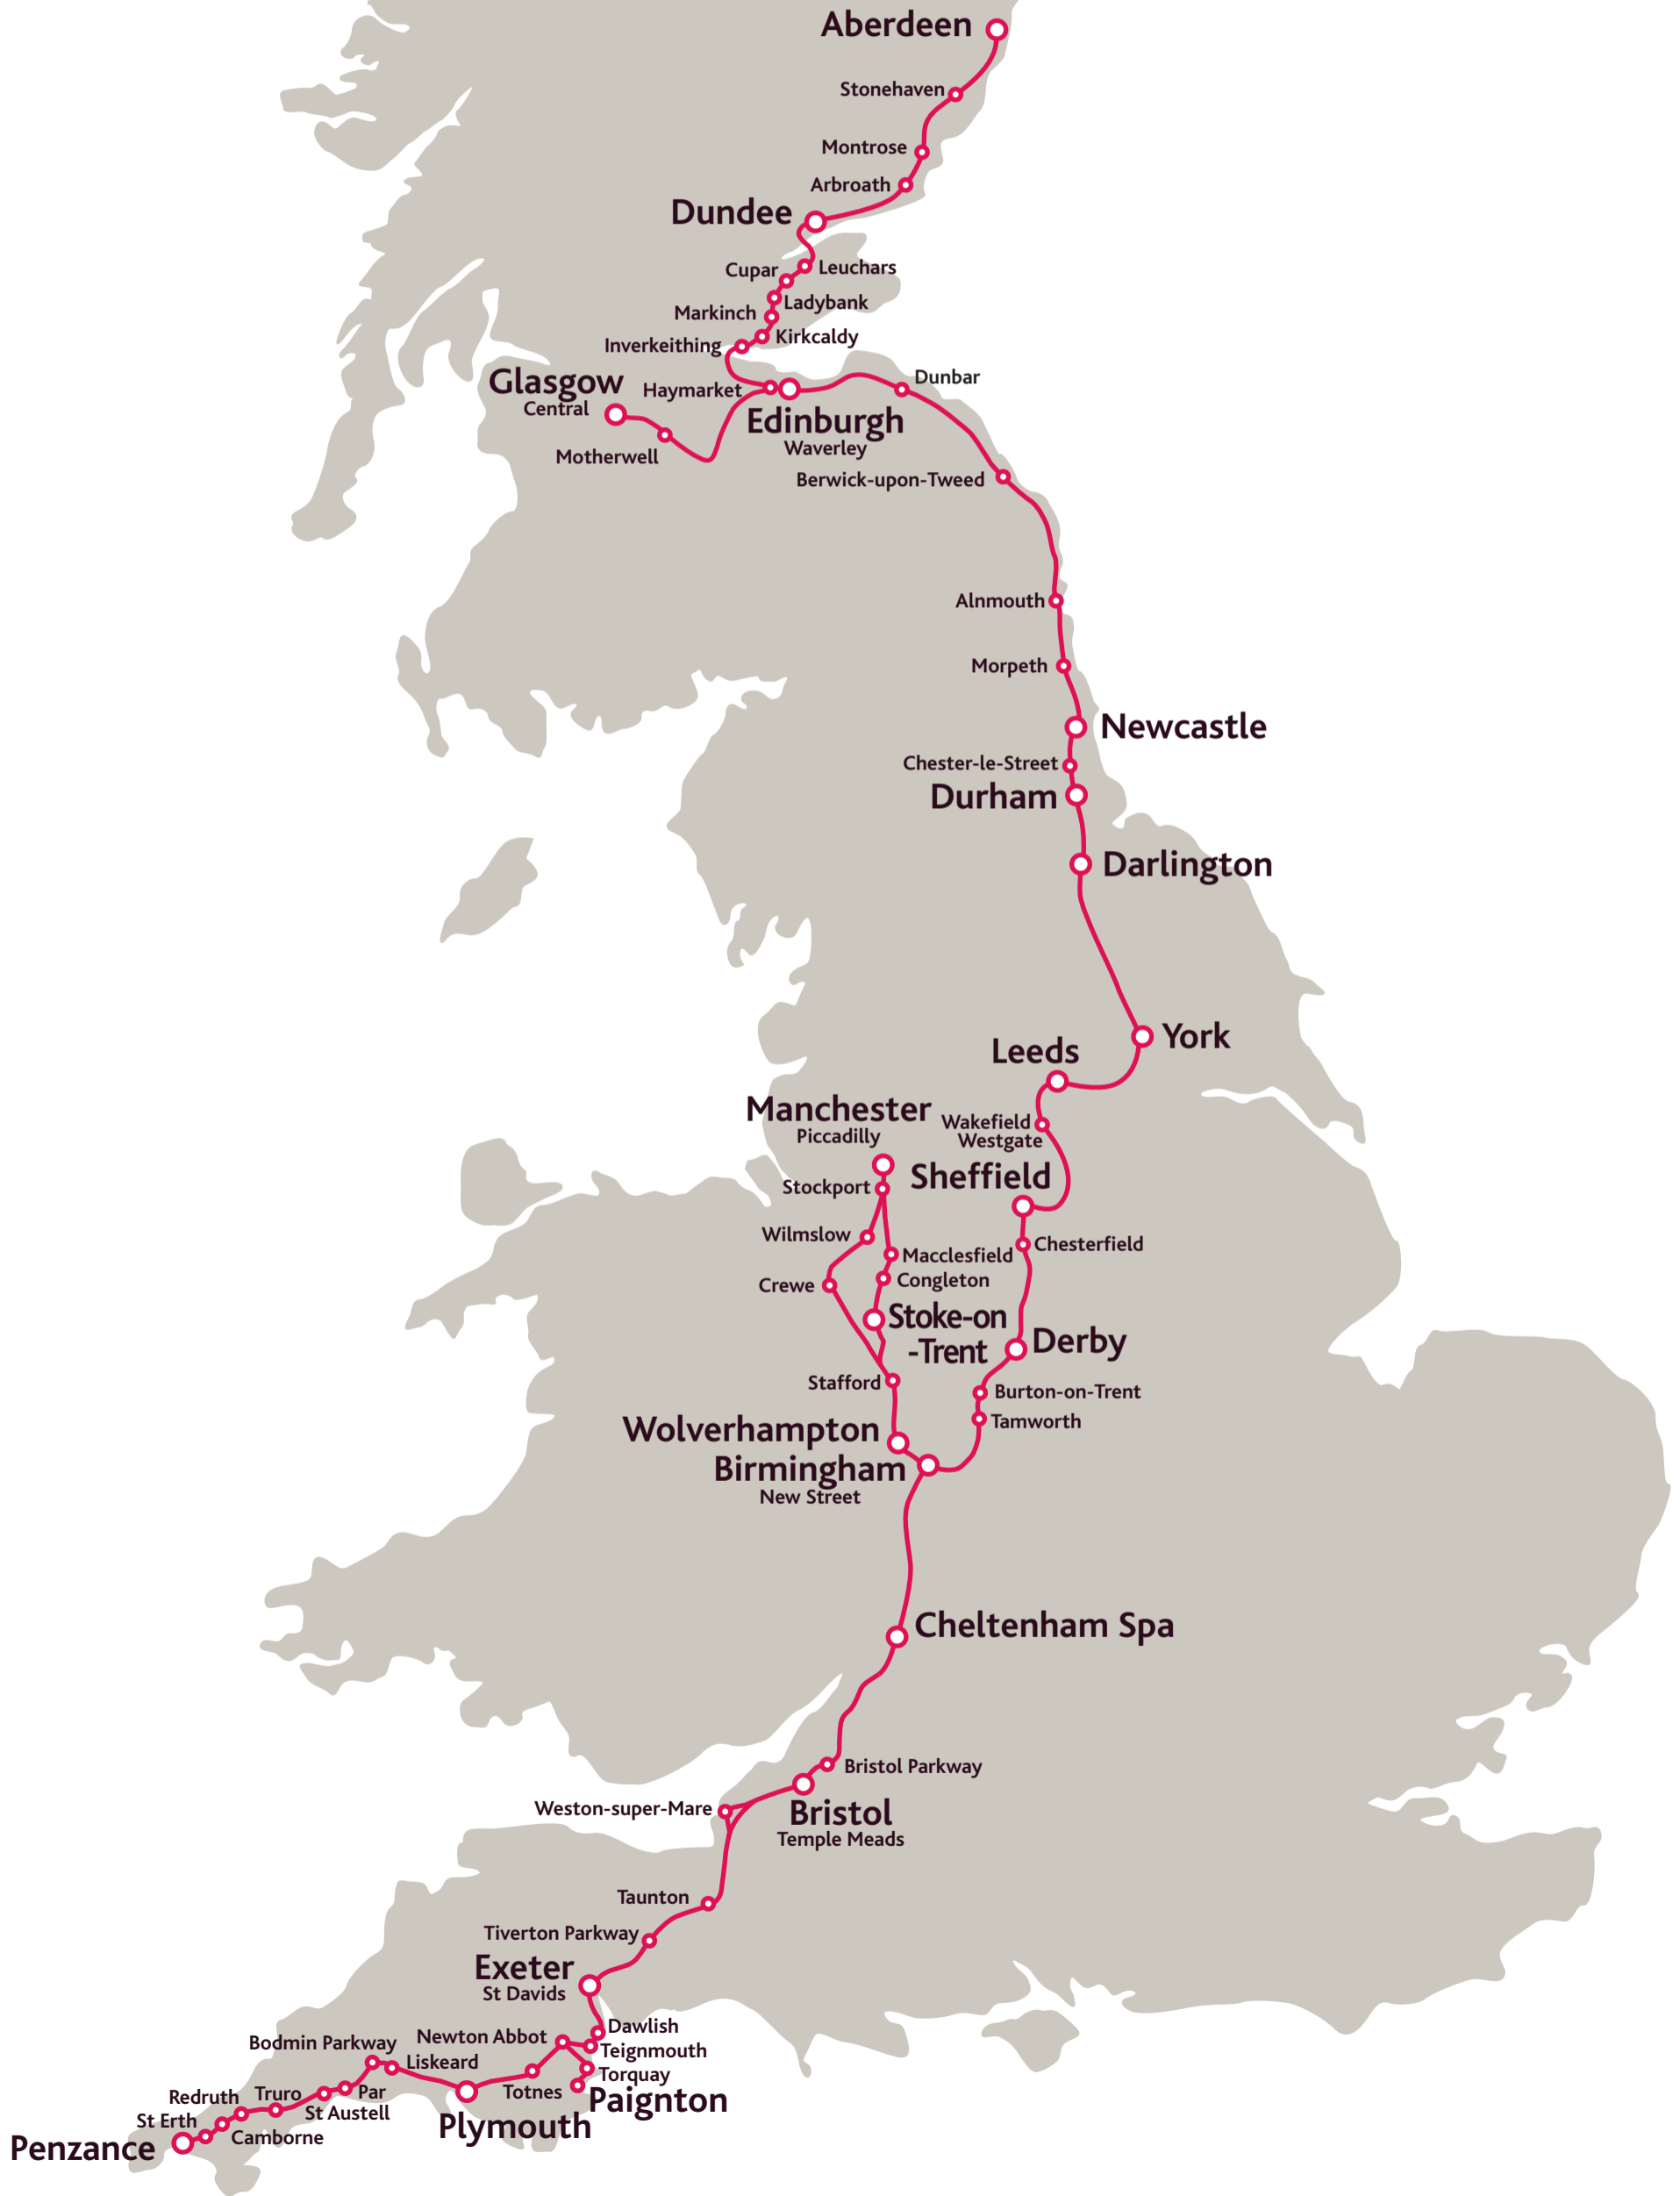 Aberdeen
Stonehaven
Montrose
Arbroath
Dundee
Leuchars
Cupar
Ladybank
Markinch
Kirkcaldy
Inverkeithing
Glasgow
Central
Haymarket
Dunbar
Edinburgh
Waverley
Motherwell
Berwick-upon-Tweed
Alnmouth
Morpeth
Newcastle
Chester-le-Street
Durham
Darlington
York
Leeds
Manchester
Piccadilly
Wakefield
Westgate
Sheffield
Stockport
Wilmslow
Chesterfield
Macclesfield
Congleton
Crewe
Stoke-on
-Trent
Derby
Stafford
Burton-on-Trent
Tamworth
Wolverhampton
Birmingham
New Street
Cheltenham Spa
Bristol Parkway
Weston-super-Mare
Bristol
Temple Meads
Taunton
Tiverton Parkway
Exeter
St Davids
Dawlish
Newton Abbot
Teignmouth
Bodmin Parkway
Liskeard
Torquay
Totnes
Paignton
Redruth
Truro
Par
St Austell
St Erth
Camborne
Plymouth
Penzance